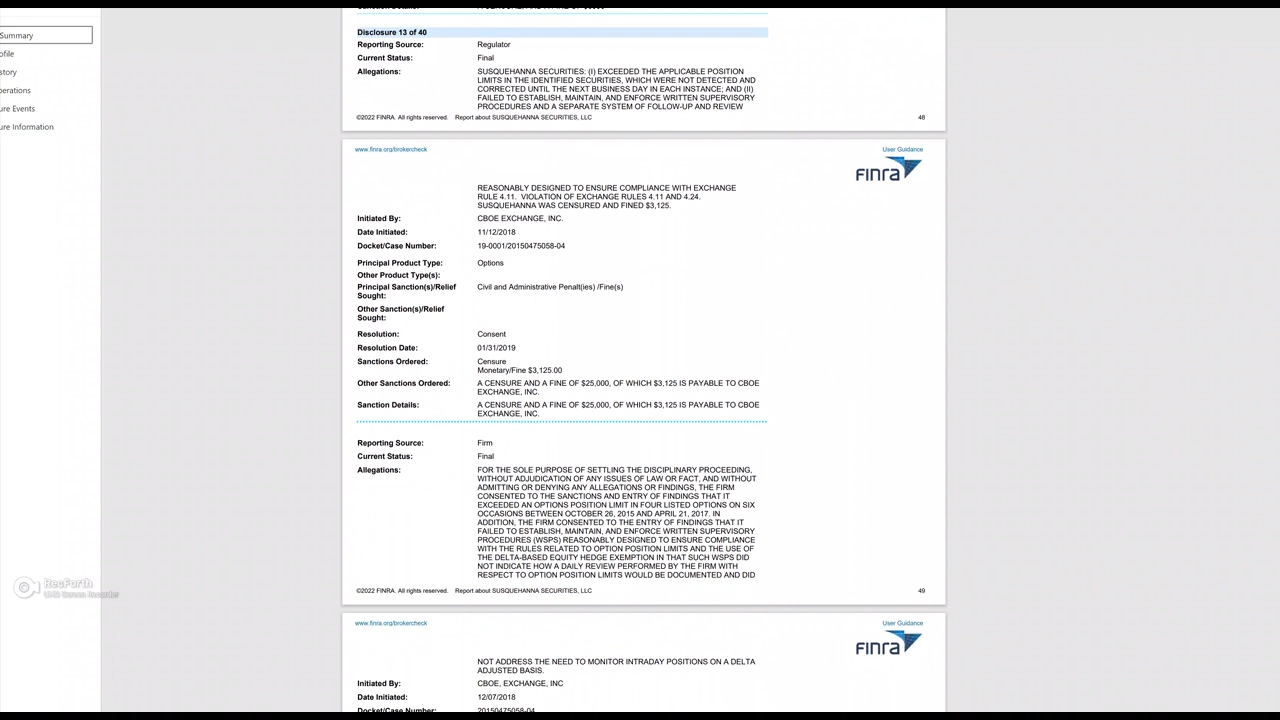 Summary
ofile
story
perations
ure Events
ure Information
Disclosure 13 of 40
Reporting Source: Regulator
Current Status: Final
Allegations: SUSQUEHANNA SECURITIES: (I) EXCEEDED THE APPLICABLE POSITION
LIMITS IN THE IDENTIFIED SECURITIES, WHICH WERE NOT DETECTED AND
CORRECTED UNTIL THE NEXT BUSINESS DAY IN EACH INSTANCE; AND (II)
FAILED TO ESTABLISH, MAINTAIN, AND ENFORCE WRITTEN SUPERVISORY
PROCEDURES AND A SEPARATE SYSTEM OF FOLLOW-UP AND REVIEW
©2022 FINRA. All rights reserved. Report about SUSQUEHANNA SECURITIES, LLC 48
www.finra.org/brokercheck User Guidance
FINRA
REASONABLY DESIGNED TO ENSURE COMPLIANCE WITH EXCHANGE
RULE 4.11. VIOLATION OF EXCHANGE RULES 4.11 AND 4.24.
SUSQUEHANNA WAS CENSURED AND FINED $3,125.
Initiated By: CBOE EXCHANGE, INC.
Date Initiated: 11/12/2018
Docket/Case Number: 19-0001/20150475058-04
Principal Product Type: Options
Other Product Type(s):
Principal Sanction(s)/Relief Civil and Administrative Penalt(ies) /Fine(s)
Sought:
Other Sanction(s)/Relief
Sought:
Resolution: Consent
Resolution Date: 01/31/2019
Sanctions Ordered: Censure
Monetary/Fine $3,125.00
Other Sanctions Ordered: A CENSURE AND A FINE OF $25,000, OF WHICH $3,125 IS PAYABLE TO CBOE
EXCHANGE, INC.
Sanction Details: A CENSURE AND A FINE OF $25,000, OF WHICH $3,125 IS PAYABLE TO CBOE
EXCHANGE, INC.
Reporting Source: Firm
Current Status: Final
Allegations: FOR THE SOLE PURPOSE OF SETTLING THE DISCIPLINARY PROCEEDING,
WITHOUT ADJUDICATION OF ANY ISSUES OF LAW OR FACT, AND WITHOUT
ADMITTING OR DENYING ANY ALLEGATIONS OR FINDINGS, THE FIRM
CONSENTED TO THE SANCTIONS AND ENTRY OF FINDINGS THAT IT
EXCEEDED AN OPTIONS POSITION LIMIT IN FOUR LISTED OPTIONS ON SIX
OCCASIONS BETWEEN OCTOBER 26, 2015 AND APRIL 21, 2017. IN
ADDITION, THE FIRM CONSENTED TO THE ENTRY OF FINDINGS THAT IT
FAILED TO ESTABLISH, MAINTAIN, AND ENFORCE WRITTEN SUPERVISORY
PROCEDURES (WSPS) REASONABLY DESIGNED TO ENSURE COMPLIANCE
WITH THE RULES RELATED TO OPTION POSITION LIMITS AND THE USE OF
THE DELTA-BASED EQUITY HEDGE EXEMPTION IN THAT SUCH WSPS DID
NOT INDICATE HOW A DAILY REVIEW PERFORMED BY THE FIRM WITH
RESPECT TO OPTION POSITION LIMITS WOULD BE DOCUMENTED AND DID
RecForth
©2022 FINRA. All rights reserved. Report about SUSQUEHANNA SECURITIES, LLC 49
www.finra.org/brokercheck User Guidance
FINRA
NOT ADDRESS THE NEED TO MONITOR INTRADAY POSITIONS ON A DELTA
ADJUSTED BASIS.
Initiated By: CBOE, EXCHANGE, INC
Date Initiated: 12/07/2018
Docket/Case Number: 20150475058-04